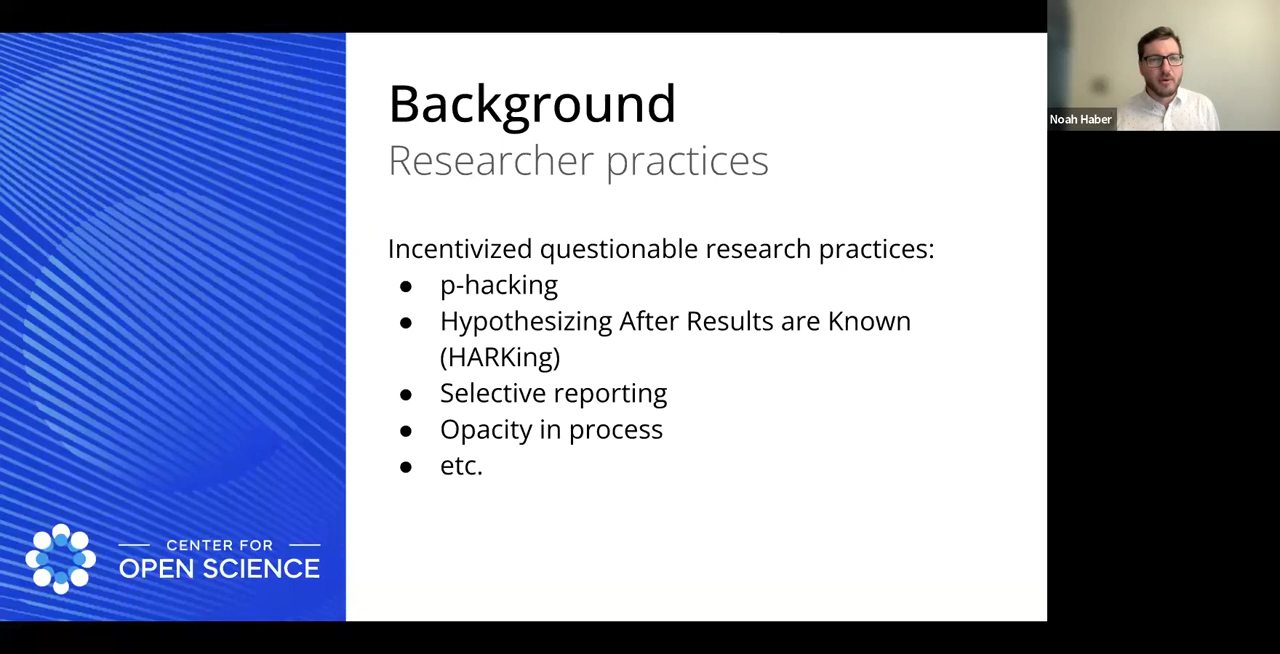 Background
Researcher practices
Incentivized questionable research practices:
● p-hacking
● Hypothesizing After Results are Known
(HARKing)
● Selective reporting
● Opacity in process
● etc.
CENTER FOR
OPEN SCIENCE
Noah Haber